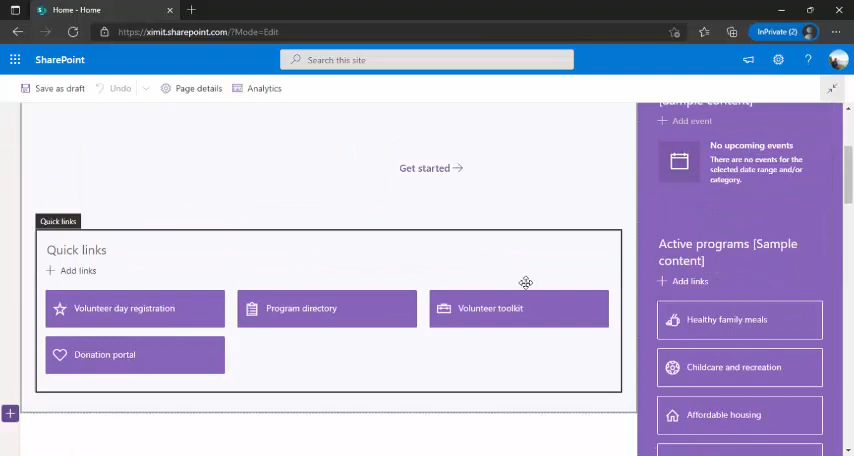 Home - Home
https://ximit.sharepoint.com/?Mode=Edit
InPrivate (2)
SharePoint
Search this site
Save as draft
Undo
Page details
Analytics
[Sample content]
Add event
No upcoming events
There are no events for the
selected date range and/or
category.
Get started
Quick links
Quick links
Add links
Volunteer day registration
Program directory
Volunteer toolkit
Donation portal
Active programs [Sample
content]
Add links
Healthy family meals
Childcare and recreation
Affordable housing